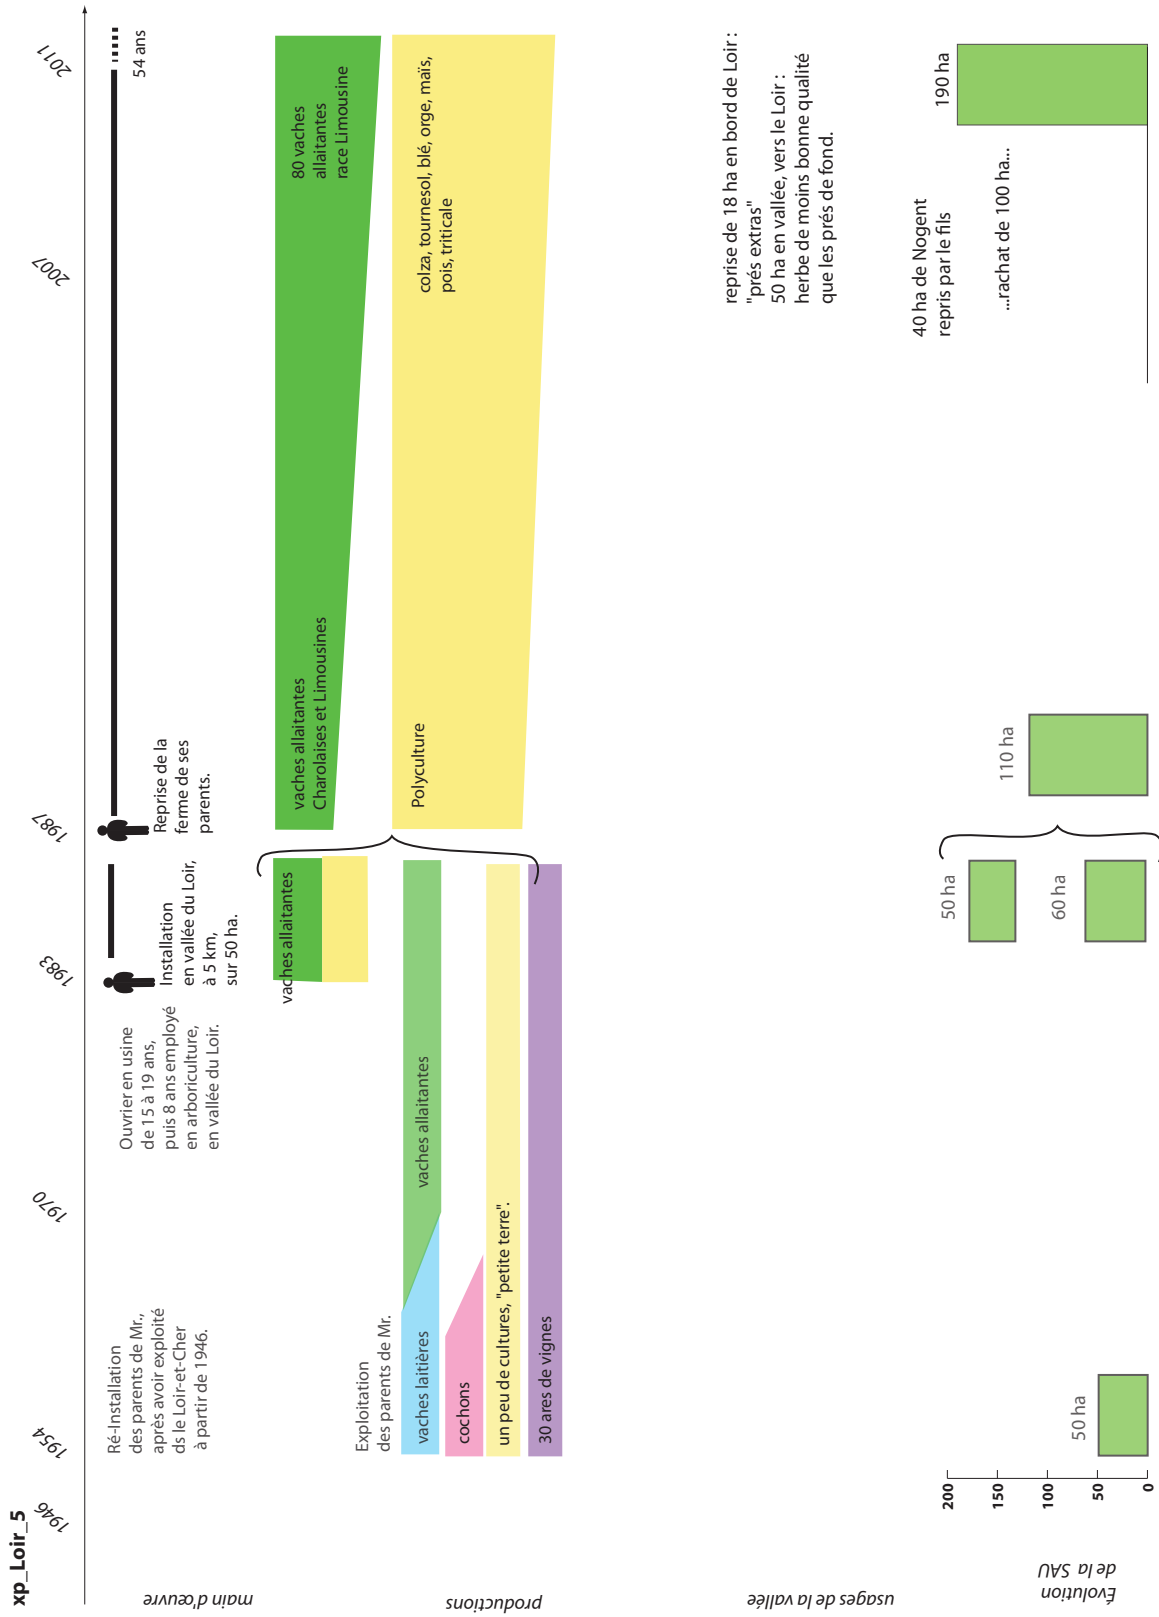 xp_Loir_5
1946
1954
1970
1983
1987
2007
2011
main d'œuvre
Ré-Installation
des parents de Mr.,
après avoir exploité
ds le Loir-et-Cher
à partir de 1946.
Ouvrier en usine
de 15 à 19 ans,
puis 8 ans employé
en arboriculture,
en vallée du Loir.
Installation
en vallée du Loir,
à 5 km,
sur 50 ha.
Reprise de la
ferme de ses
parents.
54 ans
productions
Exploitation
des parents de Mr.
vaches laitières
vaches allaitantes
cochons
un peu de cultures, "petite terre".
30 ares de vignes
vaches allaitantes
vaches allaitantes
Charolaises et Limousines
80 vaches
allaitantes
race Limousine
Polyculture
colza, tournesol, blé, orge, maïs,
pois, triticale
usages de la vallée
reprise de 18 ha en bord de Loir :
"prés extras"
50 ha en vallée, vers le Loir :
herbe de moins bonne qualité
que les prés de fond.
Évolution
de la SAU
200
150
100
50
0
50 ha
50 ha
60 ha
110 ha
40 ha de Nogent
repris par le fils
...rachat de 100 ha...
190 ha